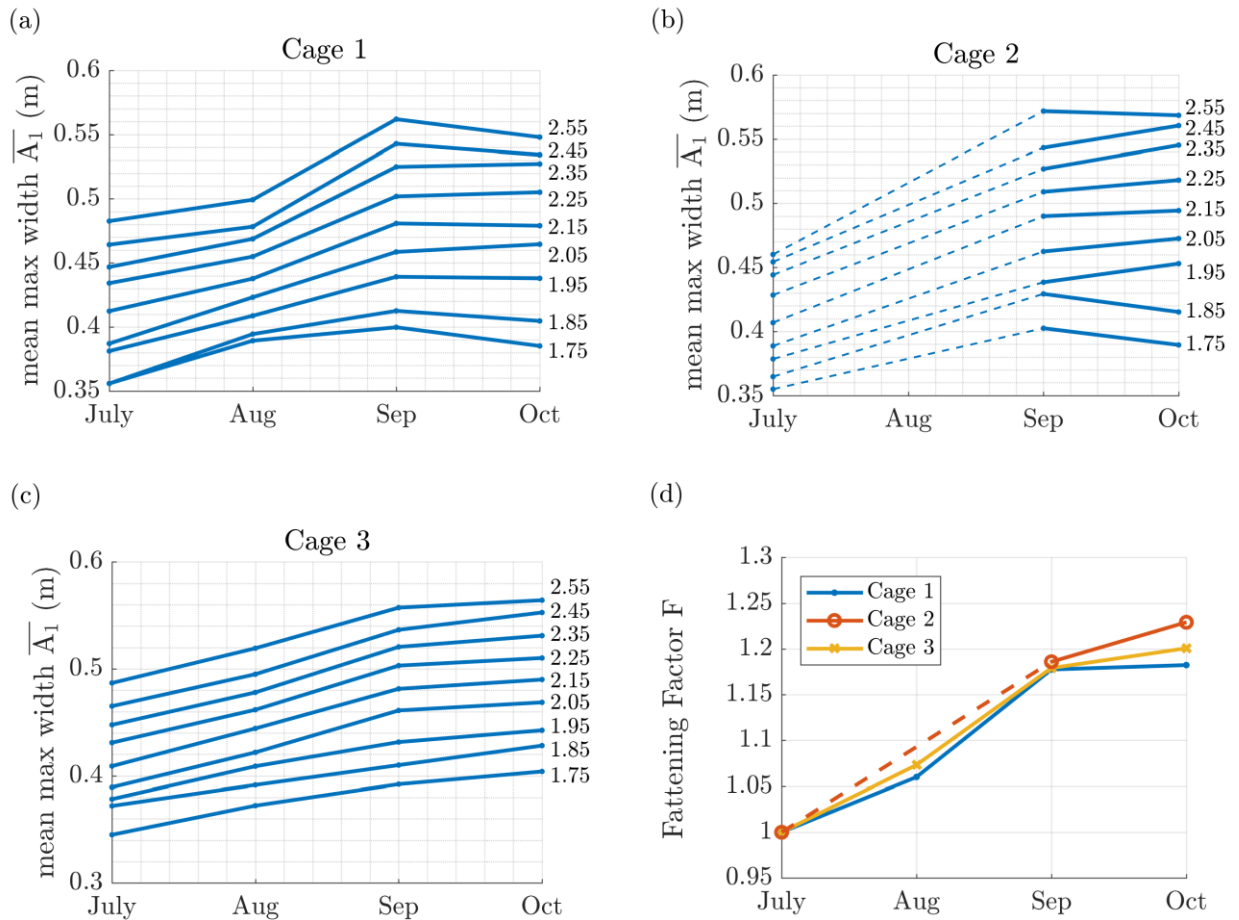 (a)
Cage 1
mean max width A̅₁ (m)
0.6
0.55
0.5
0.45
0.4
0.35
July Aug Sep Oct
2.55
2.45
2.35
2.25
2.15
2.05
1.95
1.85
1.75
(b)
Cage 2
mean max width A̅₁ (m)
0.6
0.55
0.5
0.45
0.4
0.35
July Aug Sep Oct
2.55
2.45
2.35
2.25
2.15
2.05
1.95
1.85
1.75
(c)
Cage 3
mean max width A̅₁ (m)
0.6
0.5
0.4
0.3
July Aug Sep Oct
2.55
2.45
2.35
2.25
2.15
2.05
1.95
1.85
1.75
(d)
Fattening Factor F
1.3
1.25
1.2
1.15
1.1
1.05
1
0.95
July Aug Sep Oct
Cage 1
Cage 2
Cage 3